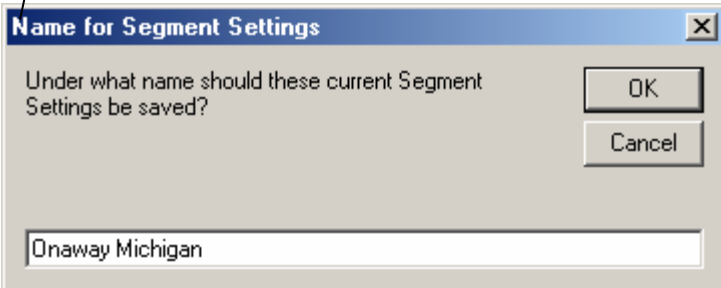 Name for Segment Settings
Under what name should these current Segment
Settings be saved?
OK
Cancel
Onaway Michigan